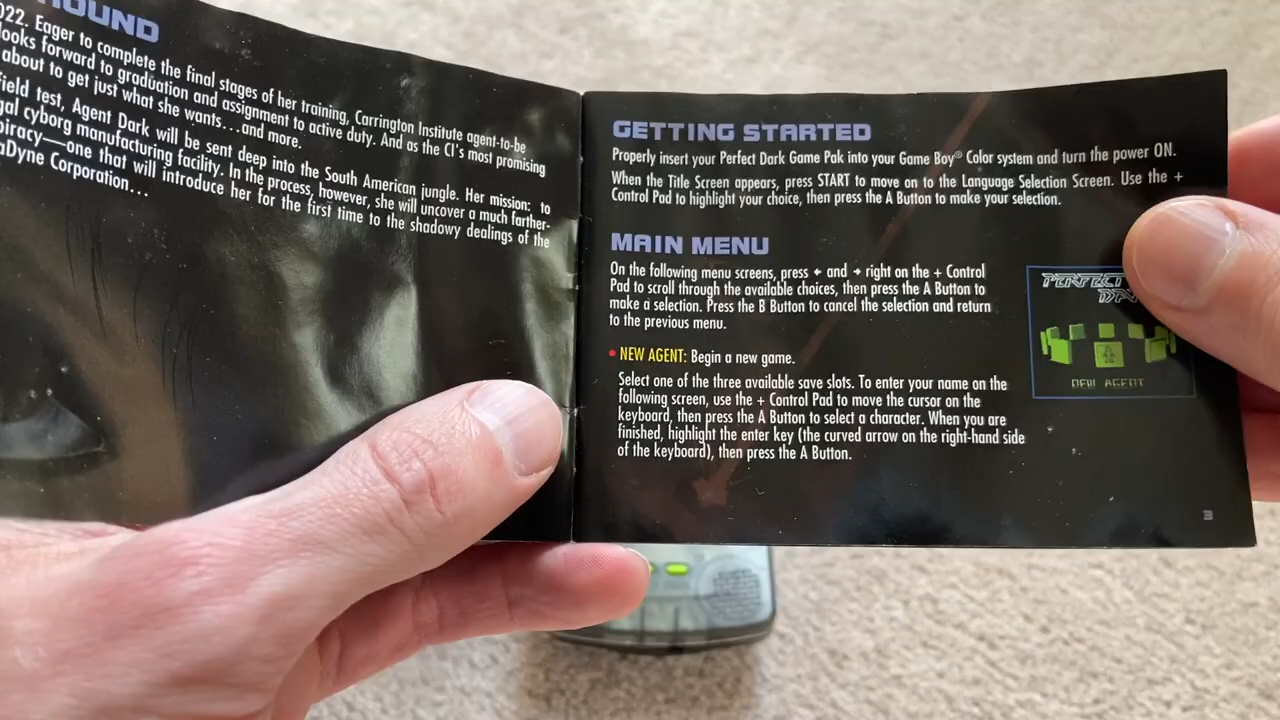 OUND
022. Eager to complete the final stages of her training, Carrington Institute agent-to-be
looks forward to graduation and assignment to active duty. And as the CI's most promising
about to get just what she wants...and more.
field test, Agent Dark will be sent deep into the South American jungle. Her mission: to
gal cyborg manufacturing facility. In the process, however, she will uncover a much farther-
piracy—one that will introduce her for the first time to the shadowy dealings of the
aDyne Corporation...
GETTING STARTED
Properly insert your Perfect Dark Game Pak into your Game Boy® Color system and turn the power ON.
When the Title Screen appears, press START to move on to the Language Selection Screen. Use the +
Control Pad to highlight your choice, then press the A Button to make your selection.
MAIN MENU
On the following menu screens, press ← and → right on the + Control
Pad to scroll through the available choices, then press the A Button to
make a selection. Press the B Button to cancel the selection and return
to the previous menu.
• NEW AGENT: Begin a new game.
Select one of the three available save slots. To enter your name on the
following screen, use the + Control Pad to move the cursor on the
keyboard, then press the A Button to select a character. When you are
finished, highlight the enter key (the curved arrow on the right-hand side
of the keyboard), then press the A Button.
PERFECT
DA
NEW AGENT
3